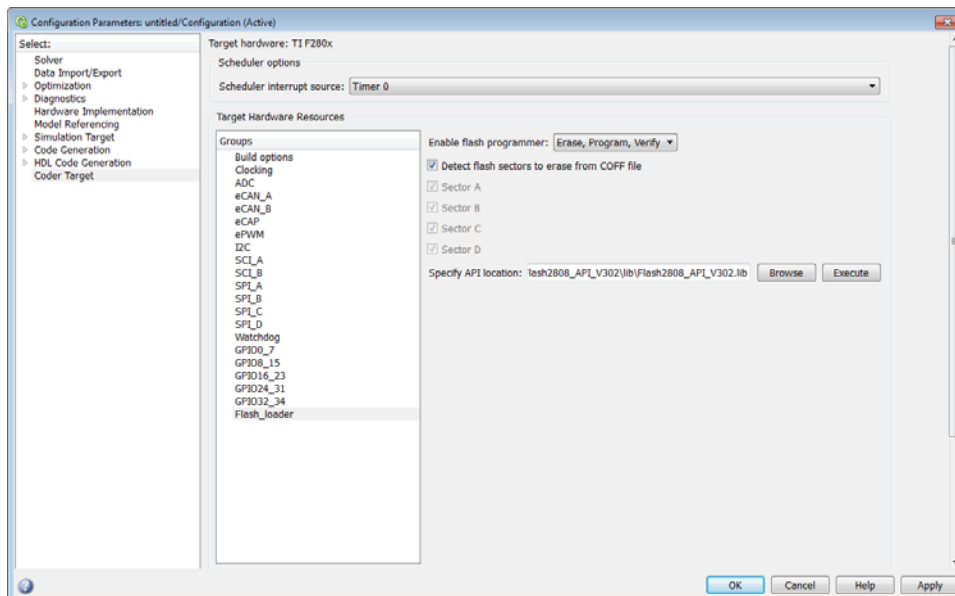 Configuration Parameters: untitled/Configuration (Active)
Select:
Solver
Data Import/Export
Optimization
Diagnostics
Hardware Implementation
Model Referencing
Simulation Target
Code Generation
HDL Code Generation
Coder Target
Target hardware: TI F280x
Scheduler options
Scheduler interrupt source: Timer 0
Target Hardware Resources
Groups
Build options
Clocking
ADC
eCAN_A
eCAN_B
eCAP
ePWM
I2C
SCI_A
SCI_B
SPI_A
SPI_B
SPI_C
SPI_D
Watchdog
GPIO0_7
GPIO8_15
GPIO16_23
GPIO24_31
GPIO32_34
Flash_loader
Enable flash programmer: Erase, Program, Verify
Detect flash sectors to erase from COFF file
Sector A
Sector B
Sector C
Sector D
Specify API location: lash2808_API_V302\lib\Flash2808_API_V302.lib Browse Execute
OK Cancel Help Apply